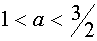 1 < a < 3/2